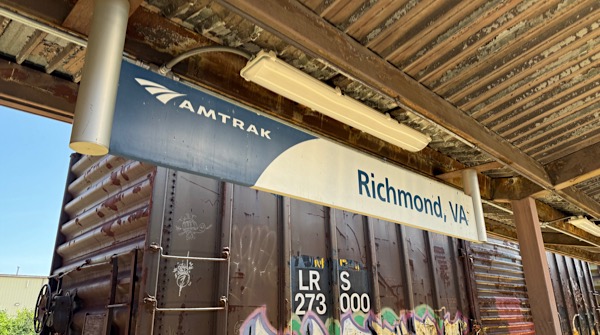 AMTRAK
Richmond, VA
LR S
273 000